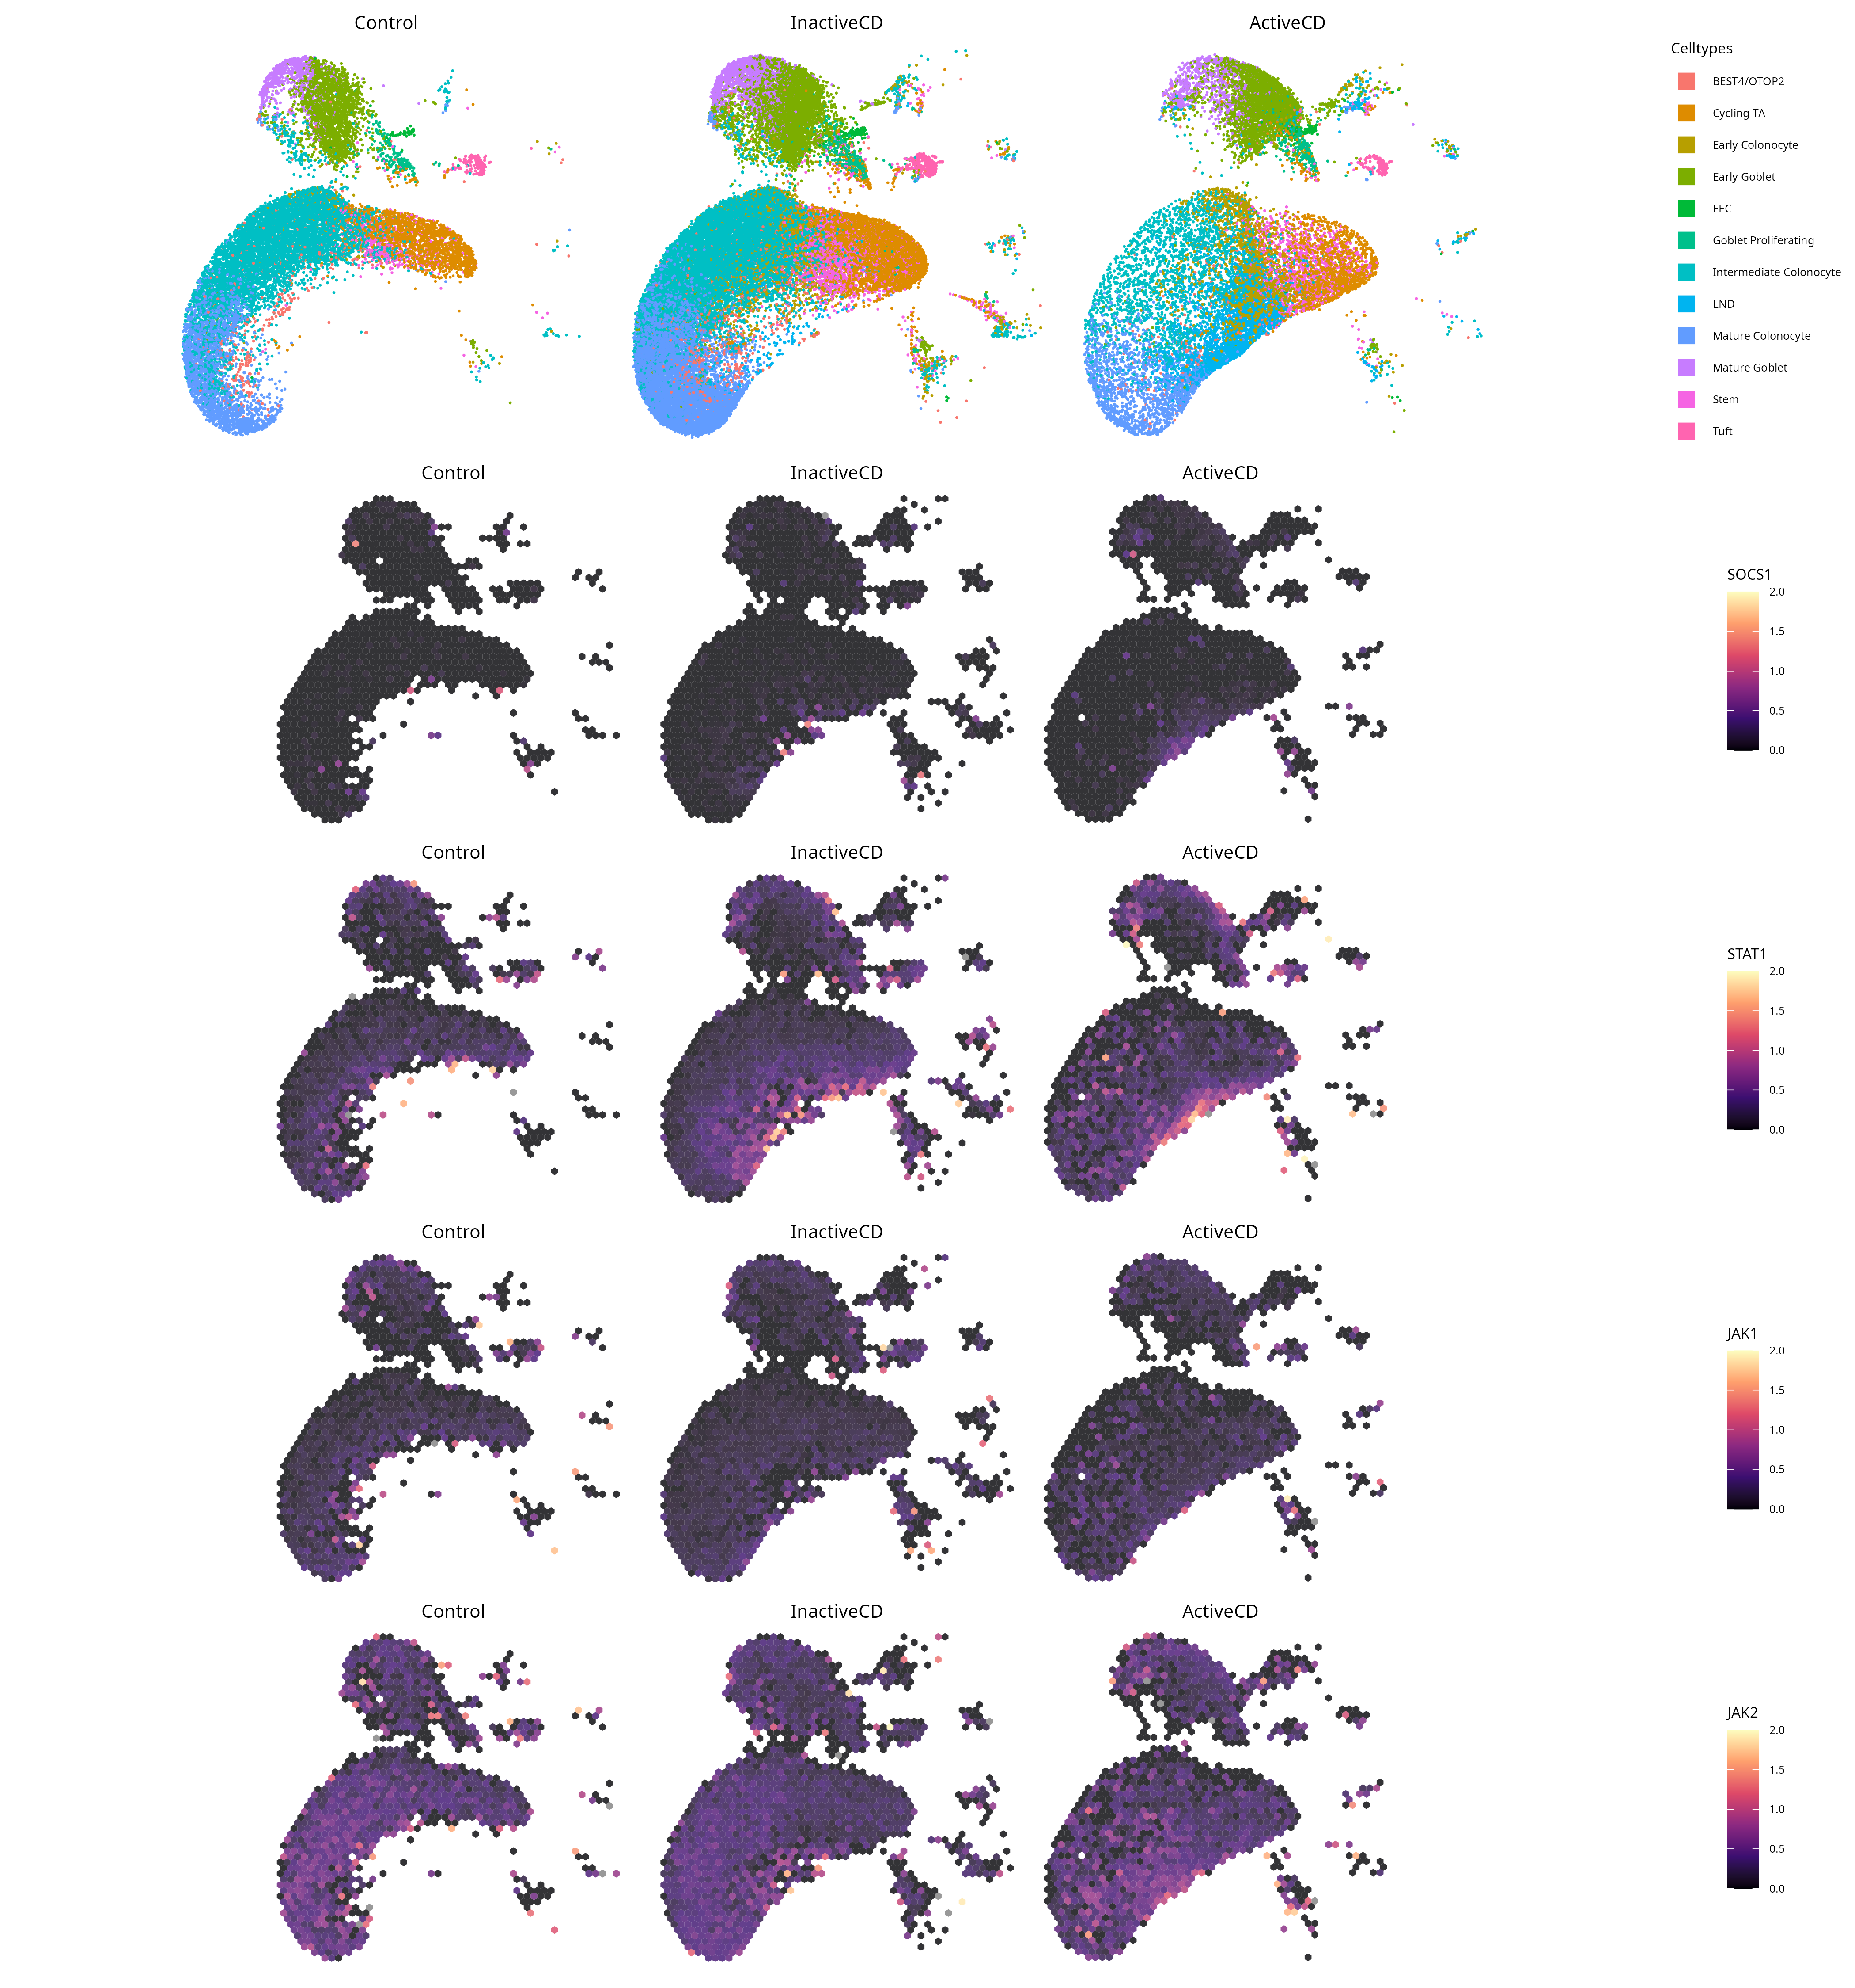 Control InactiveCD ActiveCD
Celltypes
BEST4/OTOP2
Cycling TA
Early Colonocyte
Early Goblet
EEC
Goblet Proliferating
Intermediate Colonocyte
LND
Mature Colonocyte
Mature Goblet
Stem
Tuft
Control InactiveCD ActiveCD
SOCS1
2.0
1.5
1.0
0.5
0.0
Control InactiveCD ActiveCD
STAT1
2.0
1.5
1.0
0.5
0.0
Control InactiveCD ActiveCD
JAK1
2.0
1.5
1.0
0.5
0.0
Control InactiveCD ActiveCD
JAK2
2.0
1.5
1.0
0.5
0.0